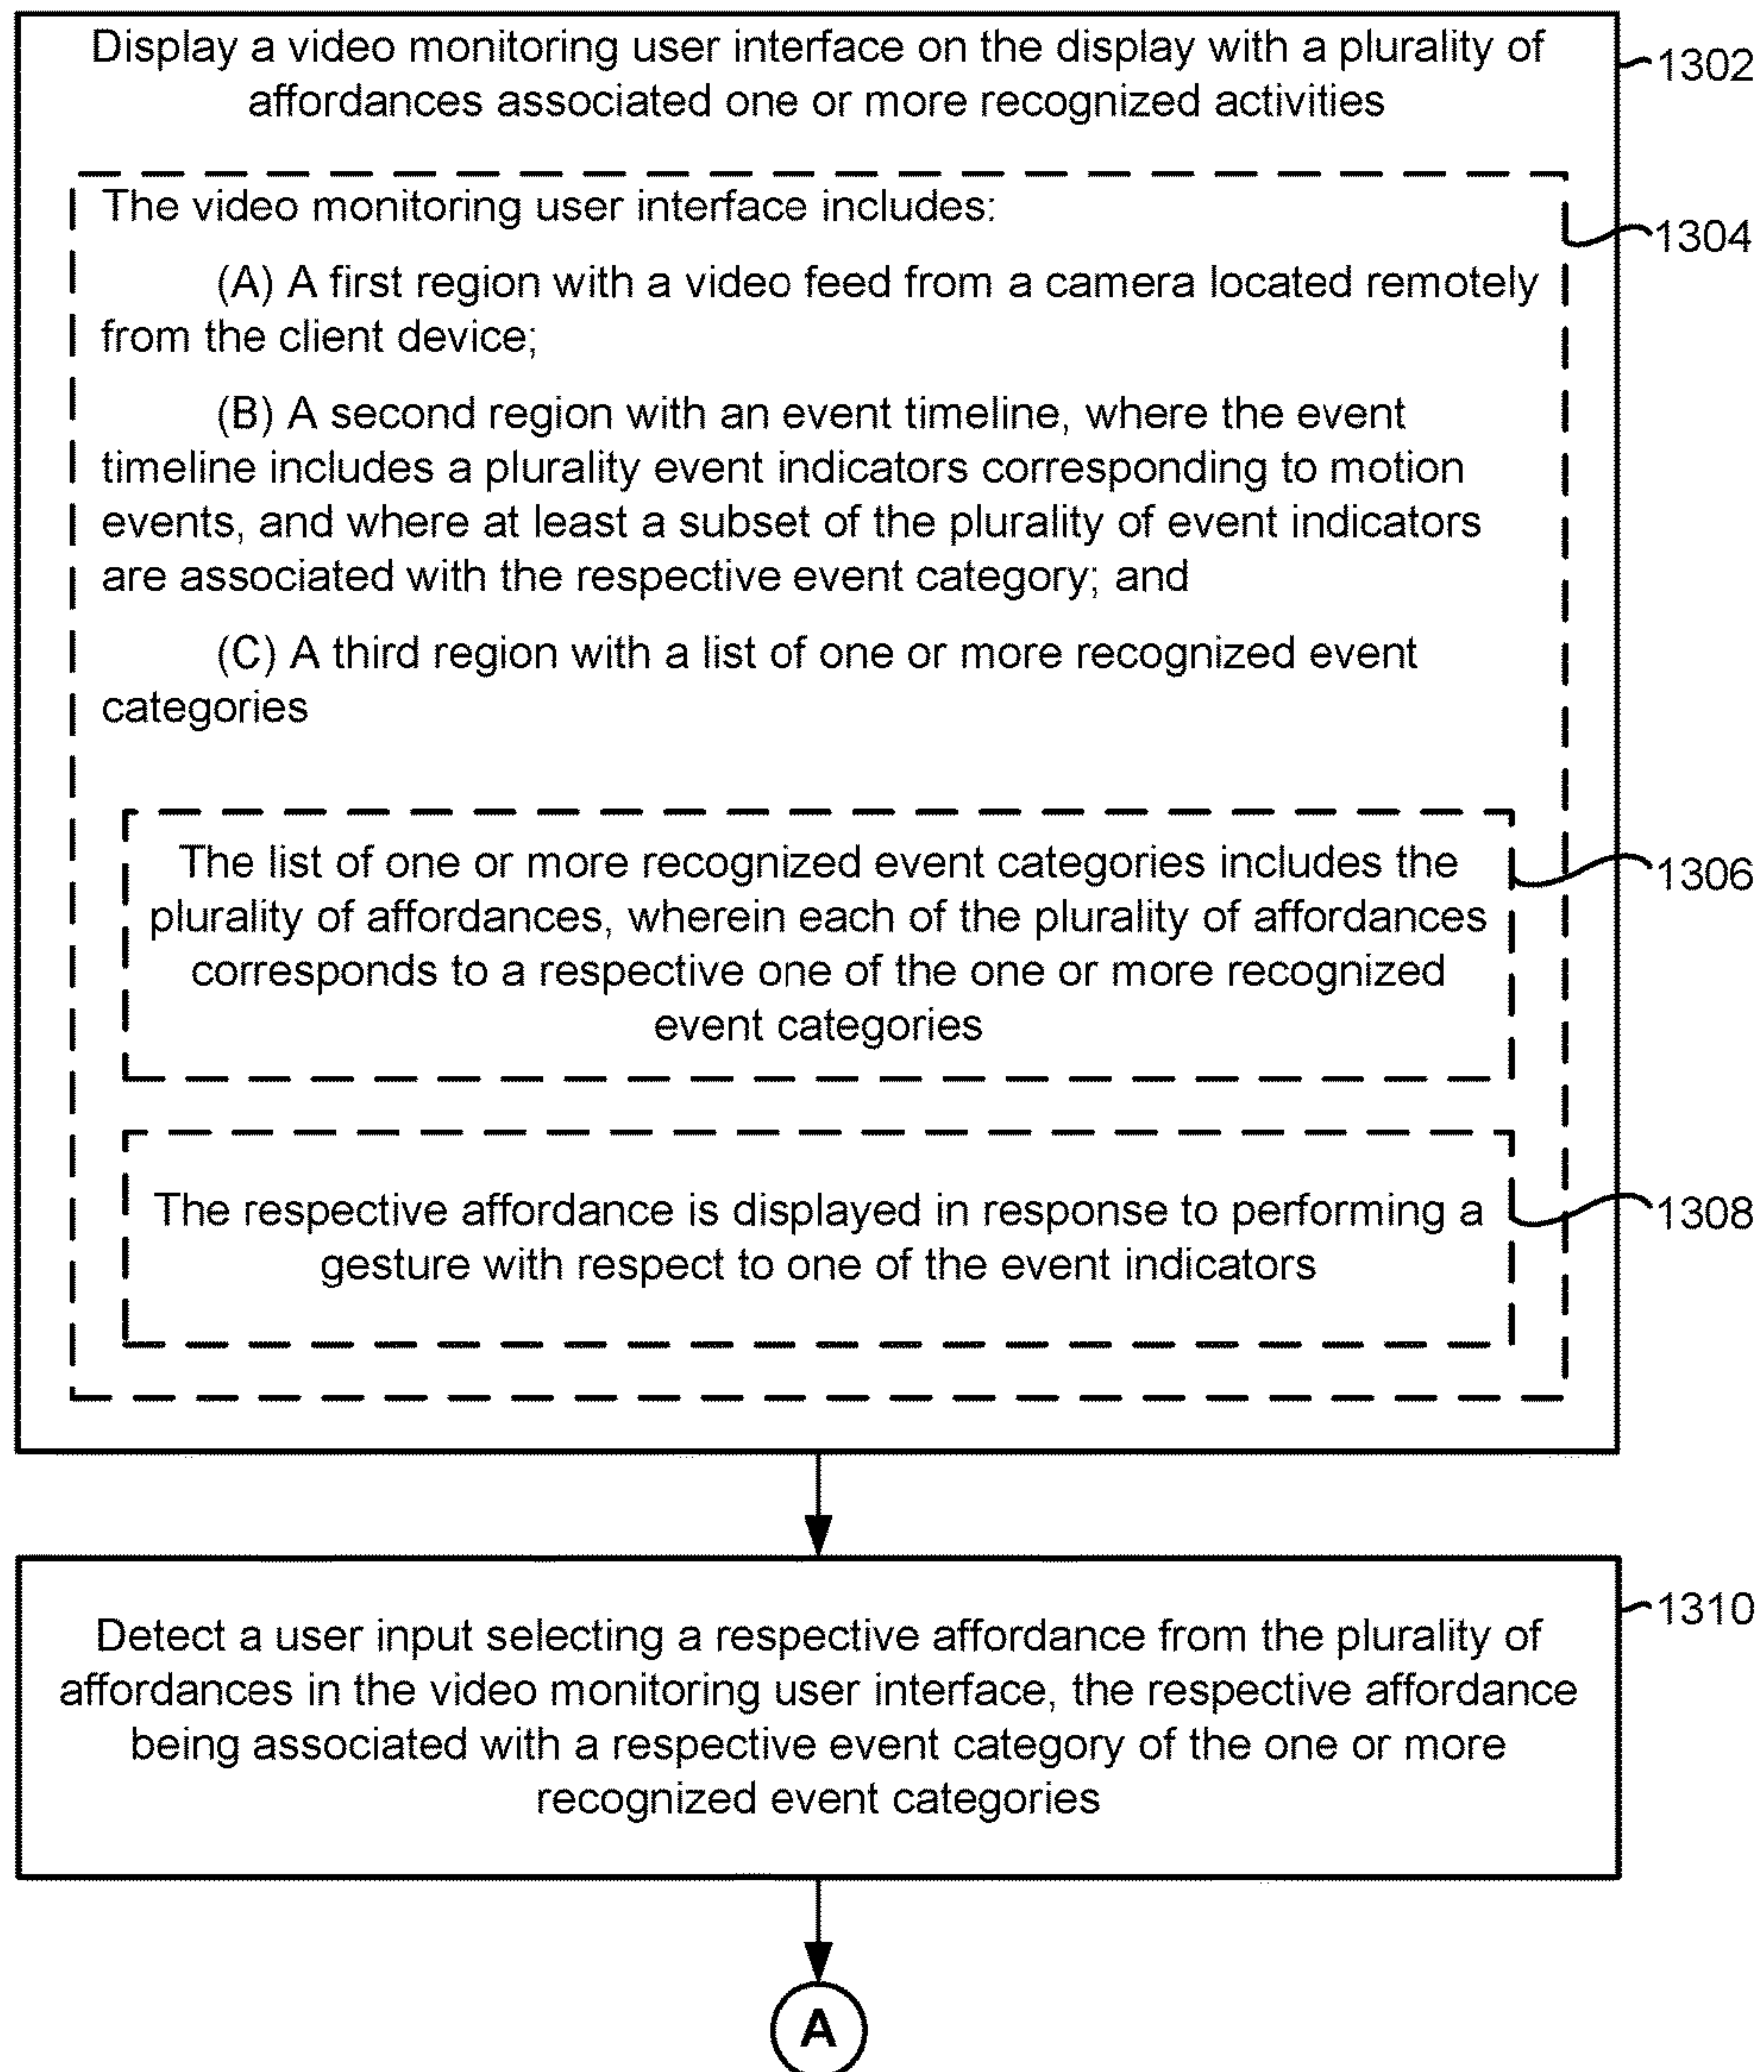 Display a video monitoring user interface on the display with a plurality of
affordances associated one or more recognized activities
1302
The video monitoring user interface includes:
1304
(A) A first region with a video feed from a camera located remotely
from the client device;
(B) A second region with an event timeline, where the event
timeline includes a plurality event indicators corresponding to motion
events, and where at least a subset of the plurality of event indicators
are associated with the respective event category; and
(C) A third region with a list of one or more recognized event
categories
The list of one or more recognized event categories includes the
1306
plurality of affordances, wherein each of the plurality of affordances
corresponds to a respective one of the one or more recognized
event categories
The respective affordance is displayed in response to performing a
1308
gesture with respect to one of the event indicators
1310
Detect a user input selecting a respective affordance from the plurality of
affordances in the video monitoring user interface, the respective affordance
being associated with a respective event category of the one or more
recognized event categories
A